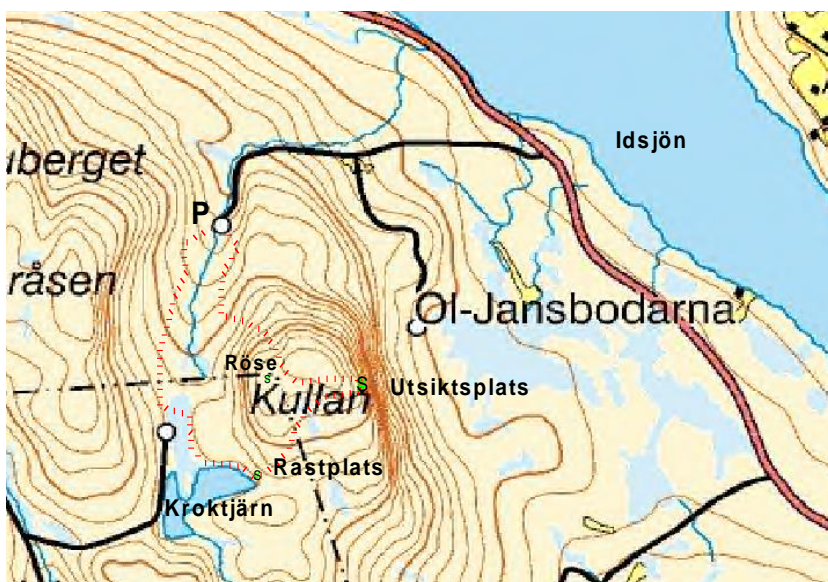 Idsjön
uberget
P
råsen
Ol-Jansbodarna
Röse
s
s
Kullan
Utsiktsplats
s
Rastplats
Kroktjärn